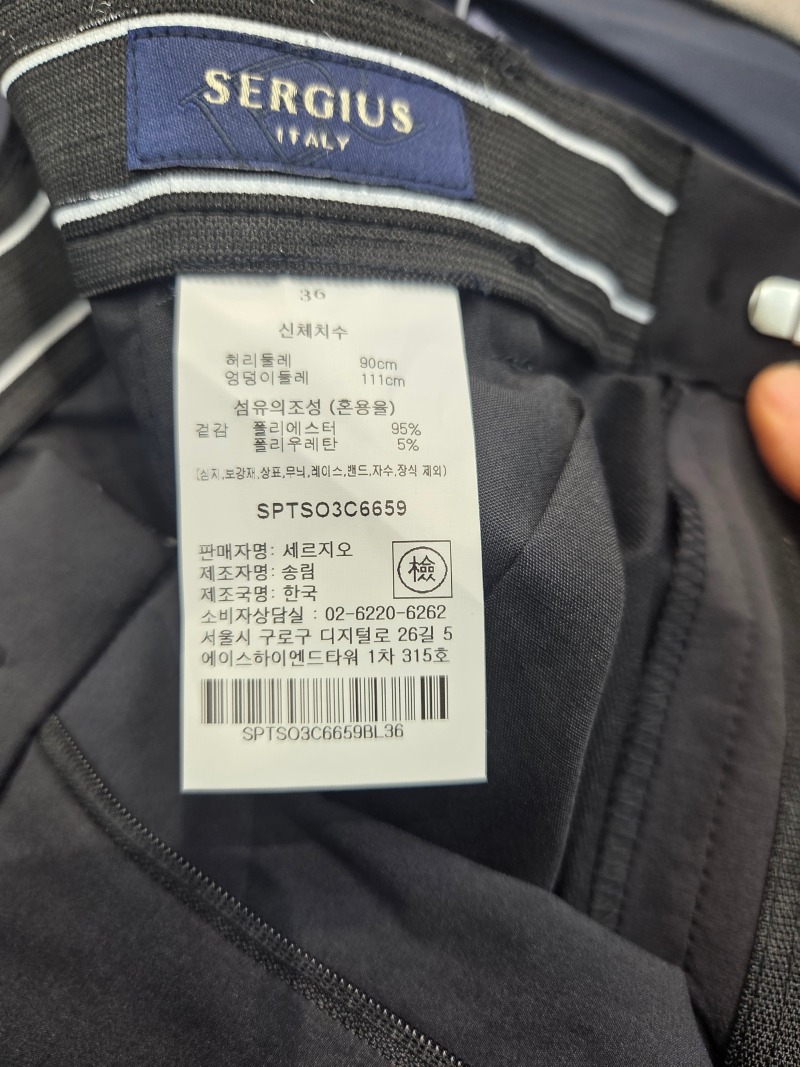 SERGIUS
ITALY
36
신체치수
허리둘레 90cm
엉덩이둘레 111cm
섬유의조성 (혼용율)
겉감 폴리에스터 95%
폴리우레탄 5%
(심지,보강재,상표,무늬,레이스,밴드,자수,장식 제외)
SPTSO3C6659
판매자명: 세르지오
제조자명: 송림
檢
제조국명: 한국
소비자상담실 : 02-6220-6262
서울시 구로구 디지털로 26길 5
에이스하이엔드타워 1차 315호
SPTSO3C6659BL36